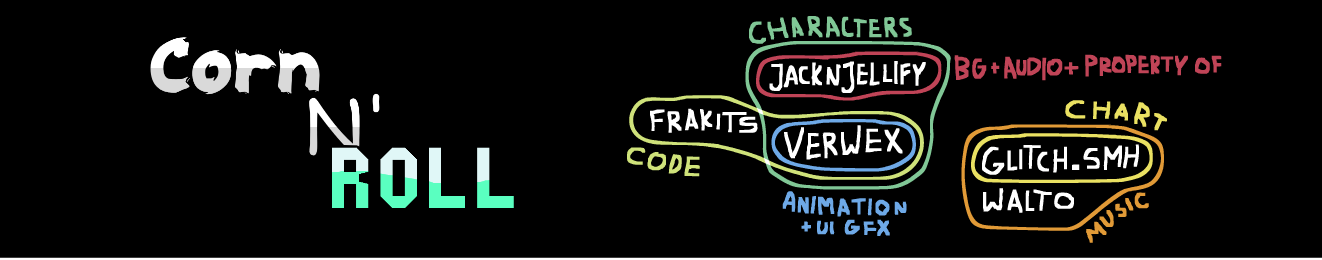 Corn
N'
ROLL
CHARACTERS
JACKNJELLIFY
BG+AUDIO+ PROPERTY OF
FRAKITS
VERWEX
CODE
ANIMATION
+ UI GFX
CHART
GLITCH.SMH
WALTO
MUSIC